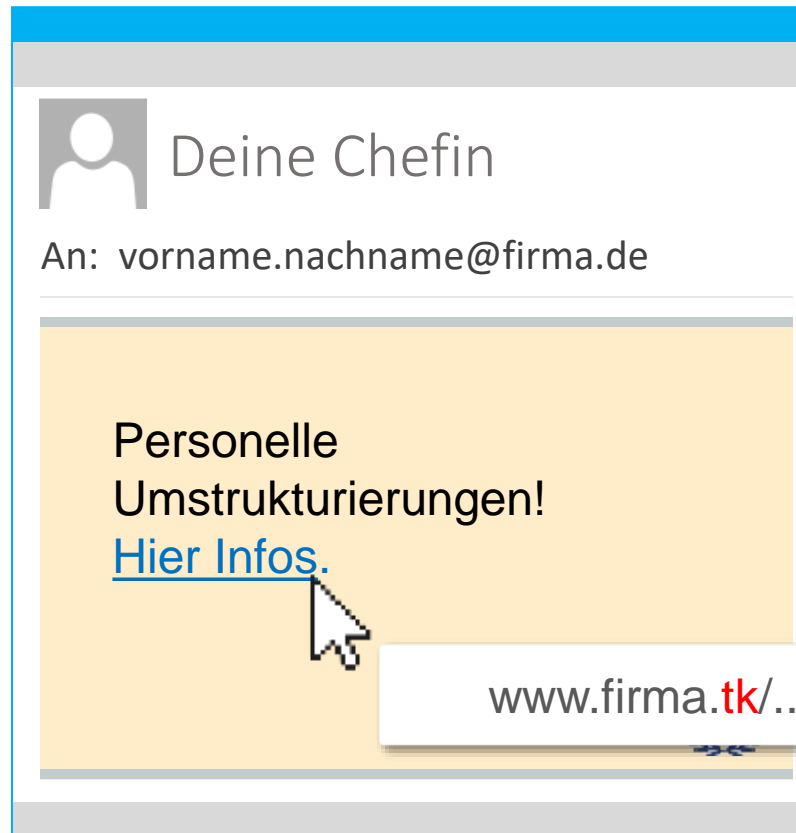 Deine Chefin
An: vorname.nachname@firma.de
Personelle
Umstrukturierungen!
Hier Infos.
www.firma.tk/..